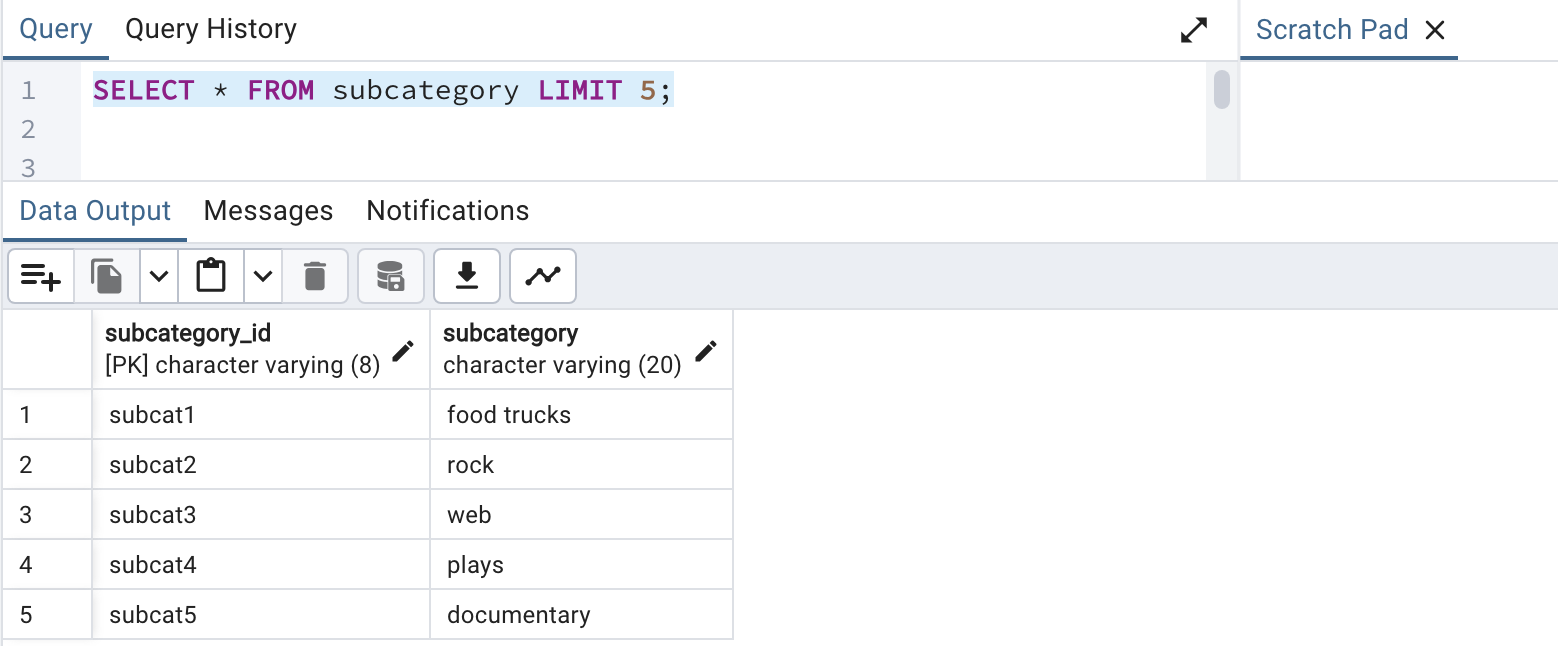 Query Query History Scratch Pad
1 SELECT * FROM subcategory LIMIT 5;
2
3
Data Output Messages Notifications
subcategory_id subcategory
[PK] character varying (8) character varying (20)
1 subcat1 food trucks
2 subcat2 rock
3 subcat3 web
4 subcat4 plays
5 subcat5 documentary